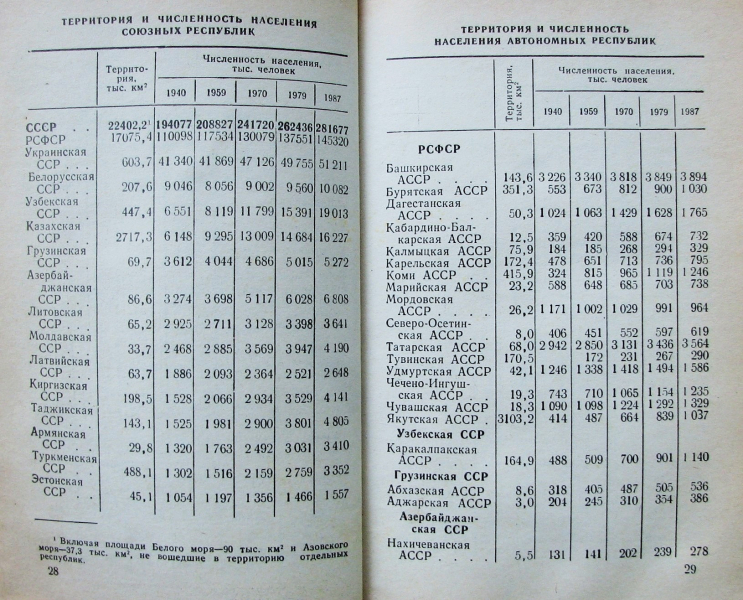 ТЕРРИТОРИЯ И ЧИСЛЕННОСТЬ НАСЕЛЕНИЯ
СОЮЗНЫХ РЕСПУБЛИК
Террито-
рия,
тыс. км²
Численность населения,
тыс. человек
1940 1959 1970 1979 1987
СССР . . 22402,2¹ 194077 208827 241720 262436 281677
РСФСР 17075,4 110098 117534 130079 137551 145320
Украинская
ССР . . . 603,7 41 340 41 869 47 126 49 755 51 211
Белорусская
ССР . . . 207,6 9 046 8 056 9 002 9 560 10 082
Узбекская
ССР . . . 447,4 6 551 8 119 11 799 15 391 19 013
Казахская
ССР . . . 2717,3 6 148 9 295 13 009 14 684 16 227
Грузинская
ССР . . . 69,7 3 612 4 044 4 686 5 015 5 272
Азербай-
джанская
ССР . . . 86,6 3 274 3 698 5 117 6 028 6 808
Литовская
ССР . . . 65,2 2 925 2 711 3 128 3 398 3 641
Молдавская
ССР . . . 33,7 2 468 2 885 3 569 3 947 4 190
Латвийская
ССР . . . 63,7 1 886 2 093 2 364 2 521 2 648
Киргизская
ССР . . . 198,5 1 528 2 066 2 934 3 529 4 141
Таджикская
ССР . . . 143,1 1 525 1 981 2 900 3 801 4 805
Армянская
ССР . . . 29,8 1 320 1 763 2 492 3 031 3 410
Туркменская
ССР . . . 488,1 1 302 1 516 2 159 2 759 3 352
Эстонская
ССР . . . 45,1 1 054 1 197 1 356 1 466 1 557
¹ Включая площади Белого моря—90 тыс. км² и Азовского
моря—37,3 тыс. км², не вошедшие в территорию отдельных
республик.
28
ТЕРРИТОРИЯ И ЧИСЛЕННОСТЬ
НАСЕЛЕНИЯ АВТОНОМНЫХ РЕСПУБЛИК
Территория,
тыс. км²
Численность населения,
тыс. человек
1940 1959 1970 1979 1987
РСФСР
Башкирская
АССР . . . . 143,6 3 226 3 340 3 818 3 849 3 894
Бурятская АССР 351,3 553 673 812 900 1 030
Дагестанская
АССР . . . . 50,3 1 024 1 063 1 429 1 628 1 765
Кабардино-Бал-
карская АССР 12,5 359 420 588 674 732
Калмыцкая АССР 75,9 184 185 268 294 329
Карельская АССР 172,4 478 651 713 736 795
Коми АССР . . 415,9 324 815 965 1 119 1 246
Марийская АССР 23,2 588 648 685 703 738
Мордовская
АССР . . . . 26,2 1 171 1 002 1 029 991 964
Северо-Осетин-
ская АССР . . 8,0 406 451 552 597 619
Татарская АССР 68,0 2 942 2 850 3 131 3 436 3 564
Тувинская АССР 170,5 172 231 267 290
Удмуртская АССР 42,1 1 246 1 338 1 418 1 494 1 586
Чечено-Ингуш-
ская АССР . . 19,3 743 710 1 065 1 154 1 235
Чувашская АССР 18,3 1 090 1 098 1 224 1 292 1 329
Якутская АССР 3103,2 414 487 664 839 1 037
Узбекская ССР
Каракалпакская
АССР . . . . 164,9 488 509 700 901 1 140
Грузинская ССР
Абхазская АССР 8,6 318 405 487 505 536
Аджарская АССР 3,0 204 245 310 354 386
Азербайджан-
ская ССР
Нахичеванская
АССР . . . . 5,5 131 141 202 239 278
29